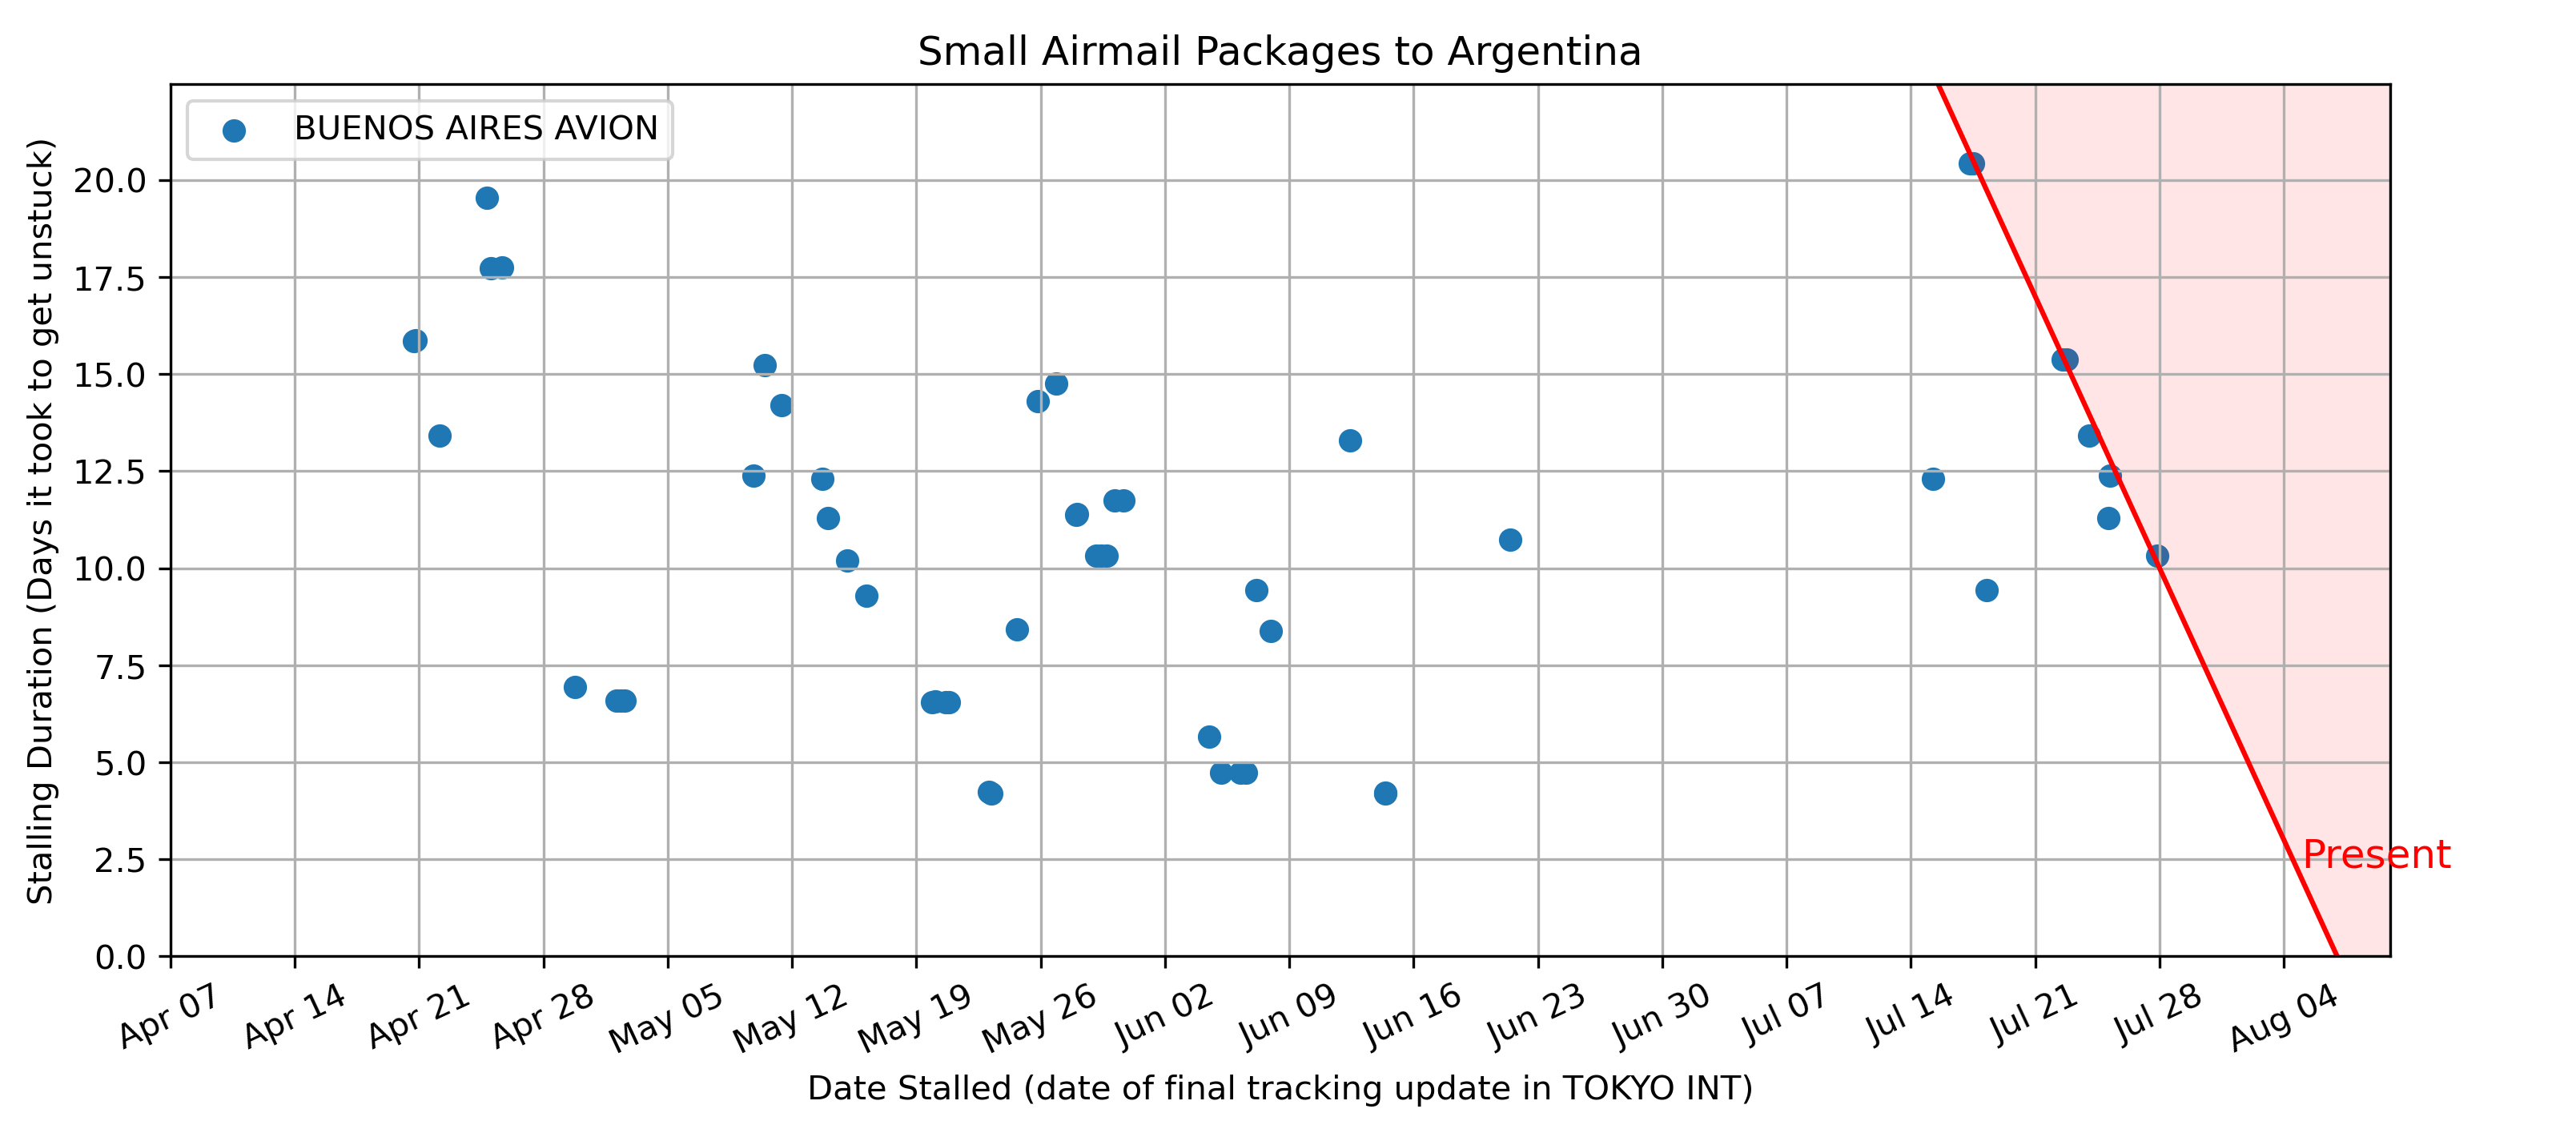 Small Airmail Packages to Argentina
BUENOS AIRES AVION
Stalling Duration (Days it took to get unstuck)
20.0
17.5
15.0
12.5
10.0
7.5
5.0
2.5
0.0
Present
Apr 07
Apr 14
Apr 21
Apr 28
May 05
May 12
May 19
May 26
Jun 02
Jun 09
Jun 16
Jun 23
Jun 30
Jul 07
Jul 14
Jul 21
Jul 28
Aug 04
Date Stalled (date of final tracking update in TOKYO INT)